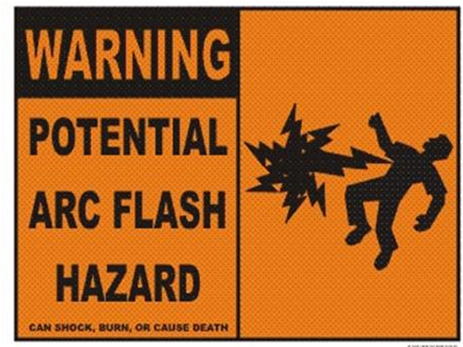 WARNING
POTENTIAL
ARC FLASH
HAZARD
CAN SHOCK, BURN, OR CAUSE DEATH